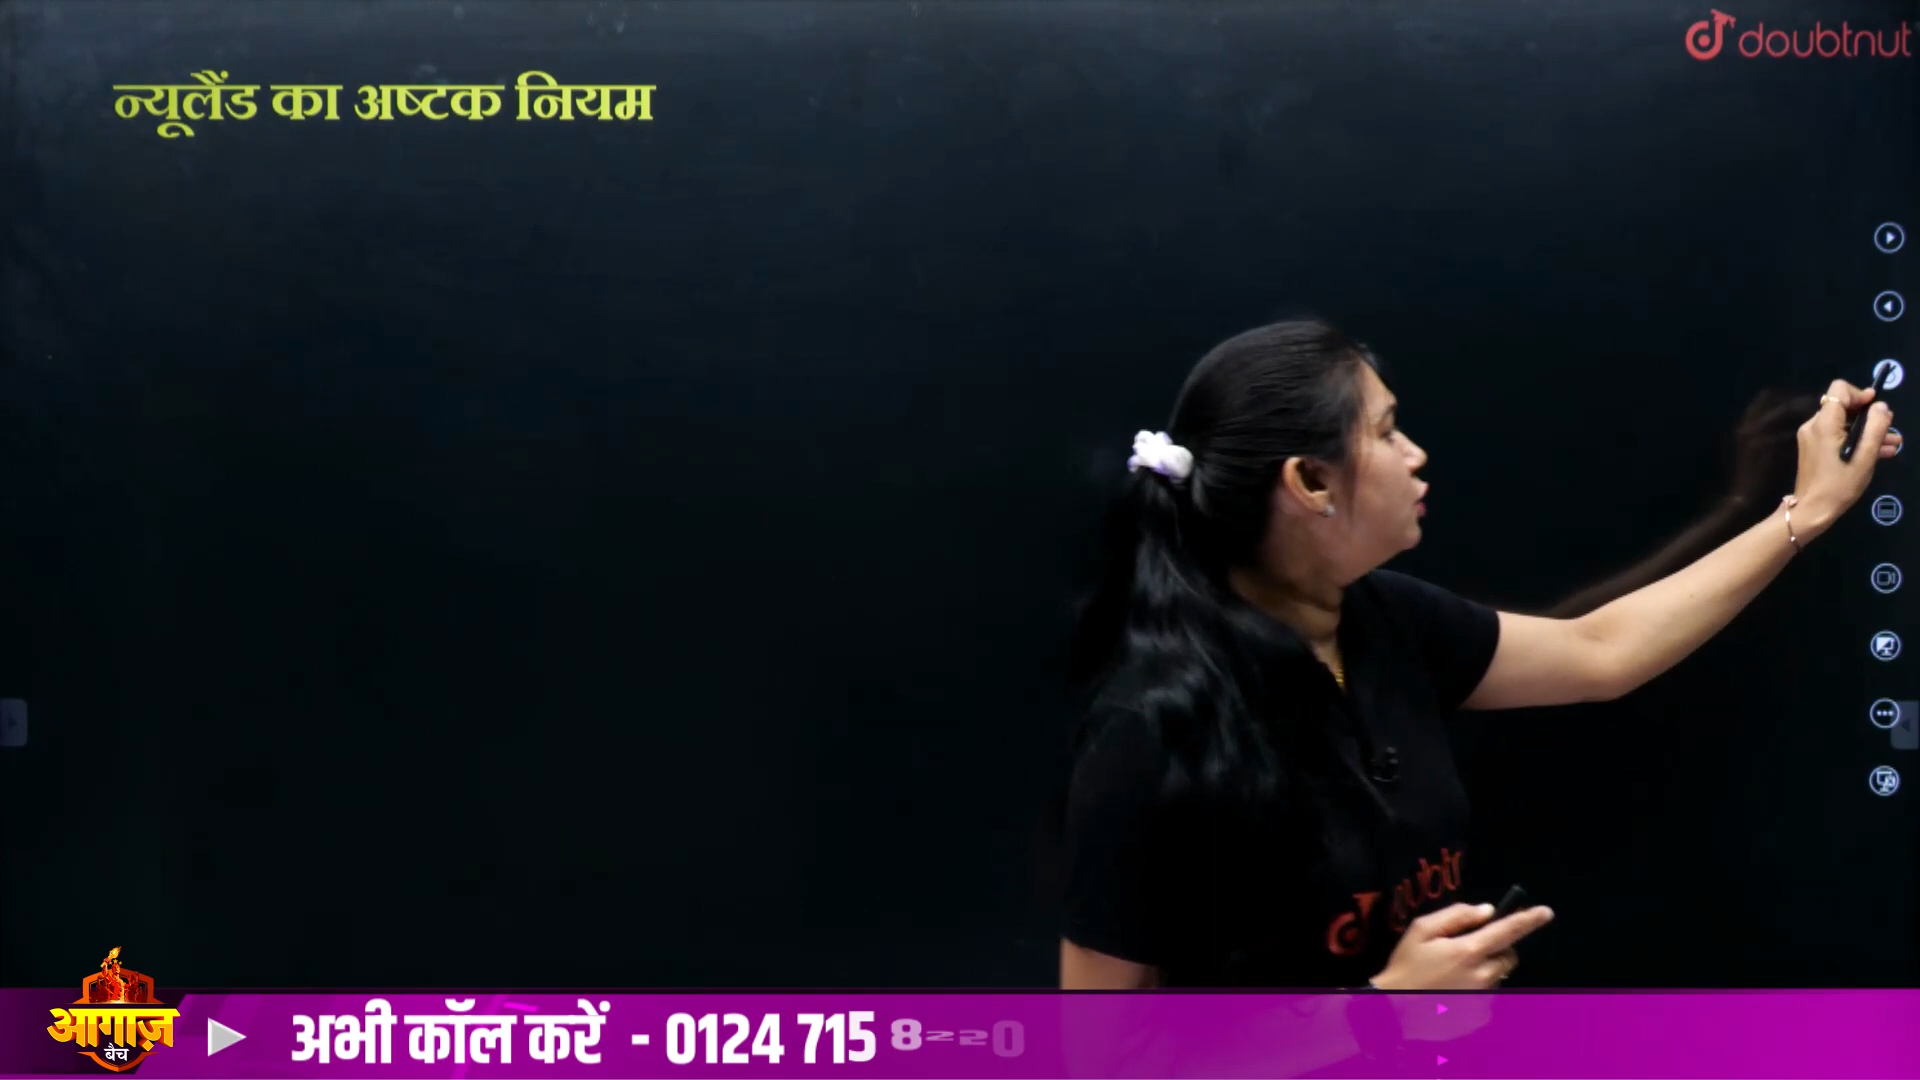 doubtnut
न्यूलैंड का अष्टक नियम
आगाज़
बैच
अभी कॉल करें - 0124 715